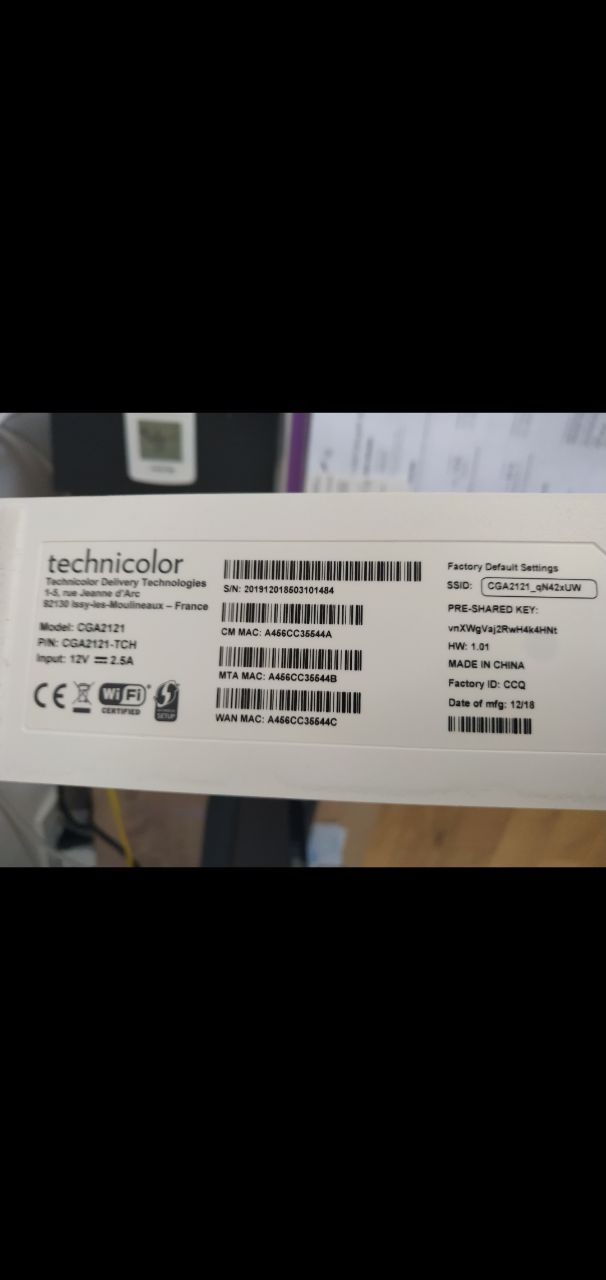 technicolor
Technicolor Delivery Technologies
1-5, rue Jeanne d'Arc
92130 Issy-les-Moulineaux – France
Model: CGA2121
P/N: CGA2121-TCH
Input: 12V ⎓ 2.5A
CE
Wi Fi
CERTIFIED
SETUP
S/N: 201912018503101484
CM MAC: A456CC35544A
MTA MAC: A456CC35544B
WAN MAC: A456CC35544C
Factory Default Settings
SSID: CGA2121_qN42xUW
PRE-SHARED KEY:
vnXWgVaj2RwH4k4HNt
HW: 1.01
MADE IN CHINA
Factory ID: CCQ
Date of mfg: 12/18